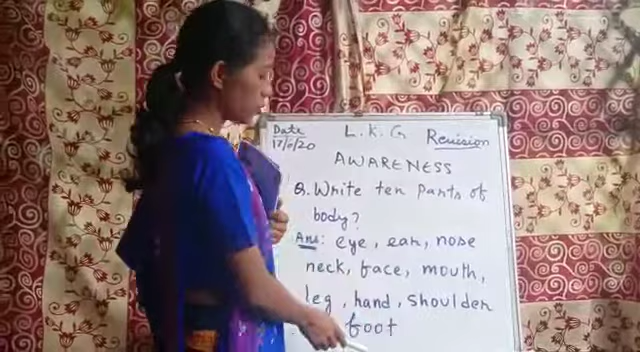 Date L.K.G Revision
17/6/20
AWARENESS
Q. Write ten parts of
body?
Ans: eye, ear, nose
neck, face, mouth,
leg, hand, shoulder
foot